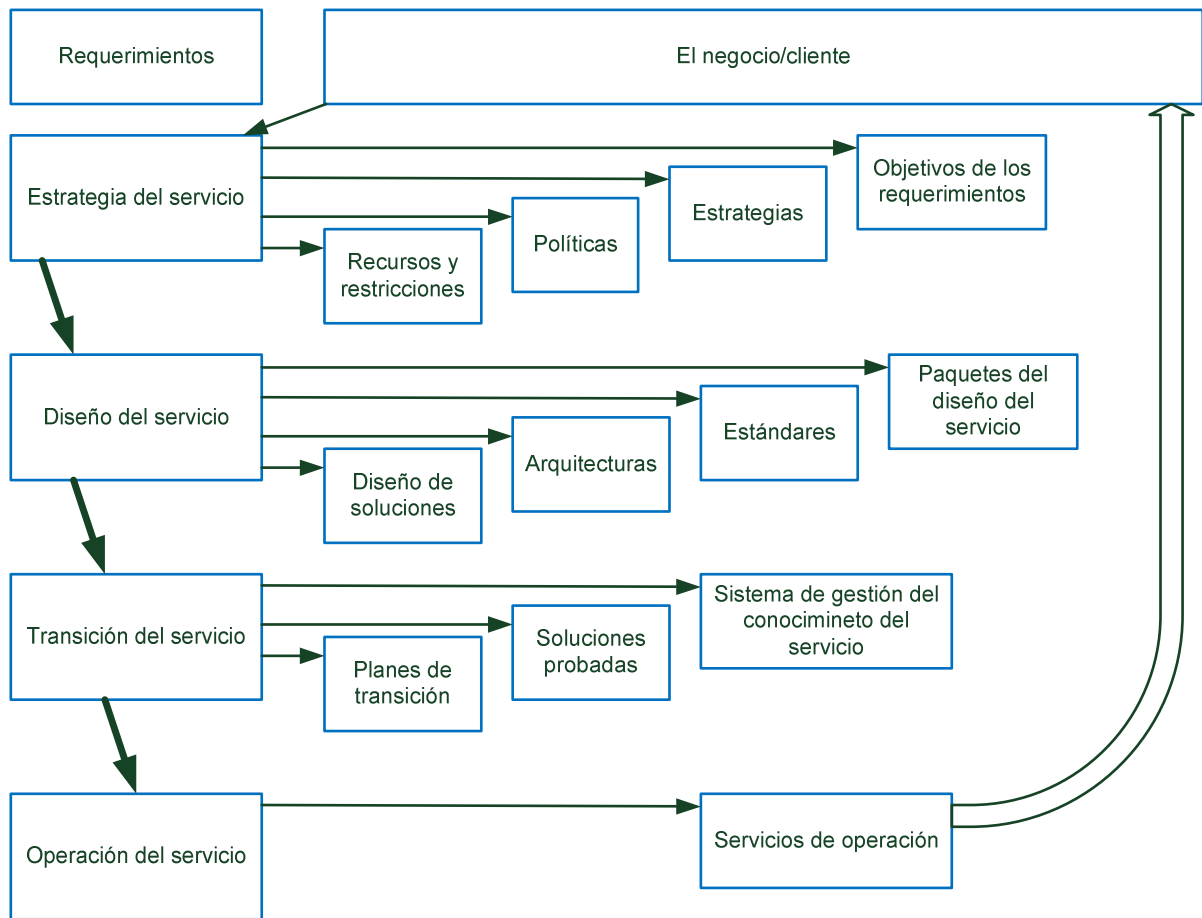 Requerimientos
El negocio/cliente
Estrategia del servicio
Objetivos de los
requerimientos
Estrategias
Políticas
Recursos y
restricciones
Diseño del servicio
Paquetes del
diseño del
servicio
Estándares
Arquitecturas
Diseño de
soluciones
Transición del servicio
Sistema de gestión del
conocimineto del
servicio
Soluciones
probadas
Planes de
transición
Operación del servicio
Servicios de operación